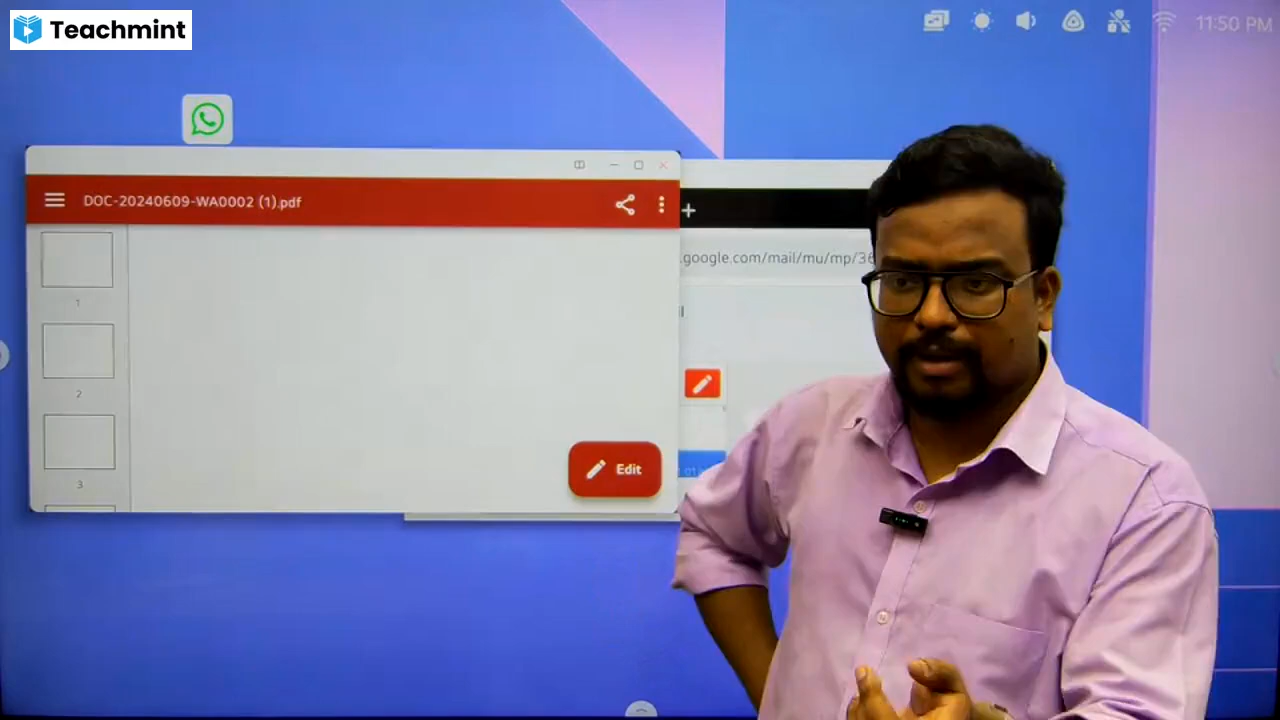 Teachmint
11:50 PM
DOC-20240609-WA0002 (1).pdf
.google.com/mail/mu/mp/36
1
2
3
Edit